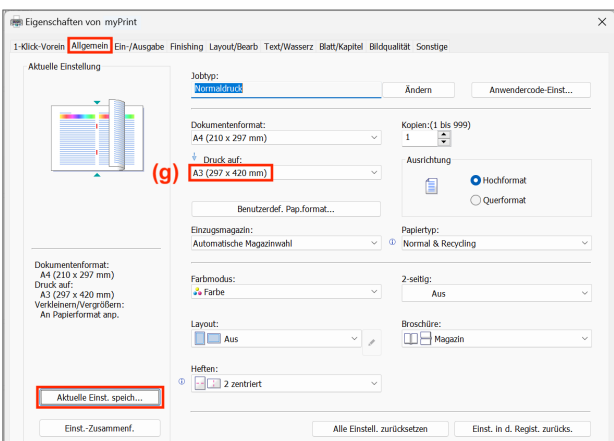 Eigenschaften von myPrint
1-Klick-Vorein Allgemein Ein-/Ausgabe Finishing Layout/Bearb Text/Wasserz Blatt/Kapitel Bildqualität Sonstige
Aktuelle Einstellung
Jobtyp:
Normaldruck
Ändern
Anwendercode-Einst...
Dokumentenformat:
A4 (210 x 297 mm)
Kopien:(1 bis 999)
1
Druck auf:
(g) A3 (297 x 420 mm)
Ausrichtung
Hochformat
Querformat
Benutzerdef. Pap.format...
Einzugsmagazin:
Automatische Magazinwahl
Papiertyp:
Normal & Recycling
Dokumentenformat:
A4 (210 x 297 mm)
Druck auf:
A3 (297 x 420 mm)
Verkleinern/Vergrößern:
An Papierformat anp.
Farbmodus:
Farbe
2-seitig:
Aus
Layout:
Aus
Broschüre:
Magazin
Heften:
2 zentriert
Aktuelle Einst. speich...
Einst.-Zusammenf.
Alle Einstell. zurücksetzen
Einst. in d. Regist. zurücks.